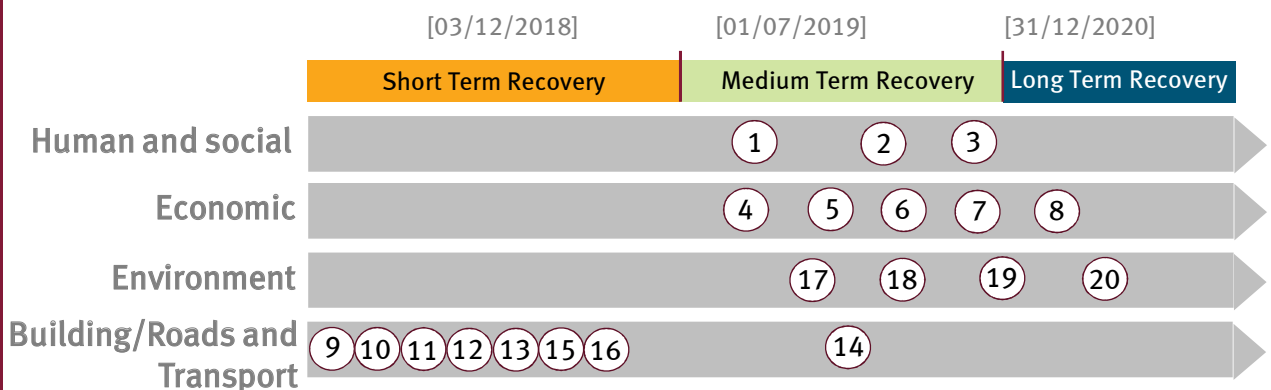 [03/12/2018] [01/07/2019] [31/12/2020]
Short Term Recovery Medium Term Recovery Long Term Recovery
Human and social 1 2 3
Economic 4 5 6 7 8
Environment 17 18 19 20
Building/Roads and
Transport 9 10 11 12 13 15 16 14